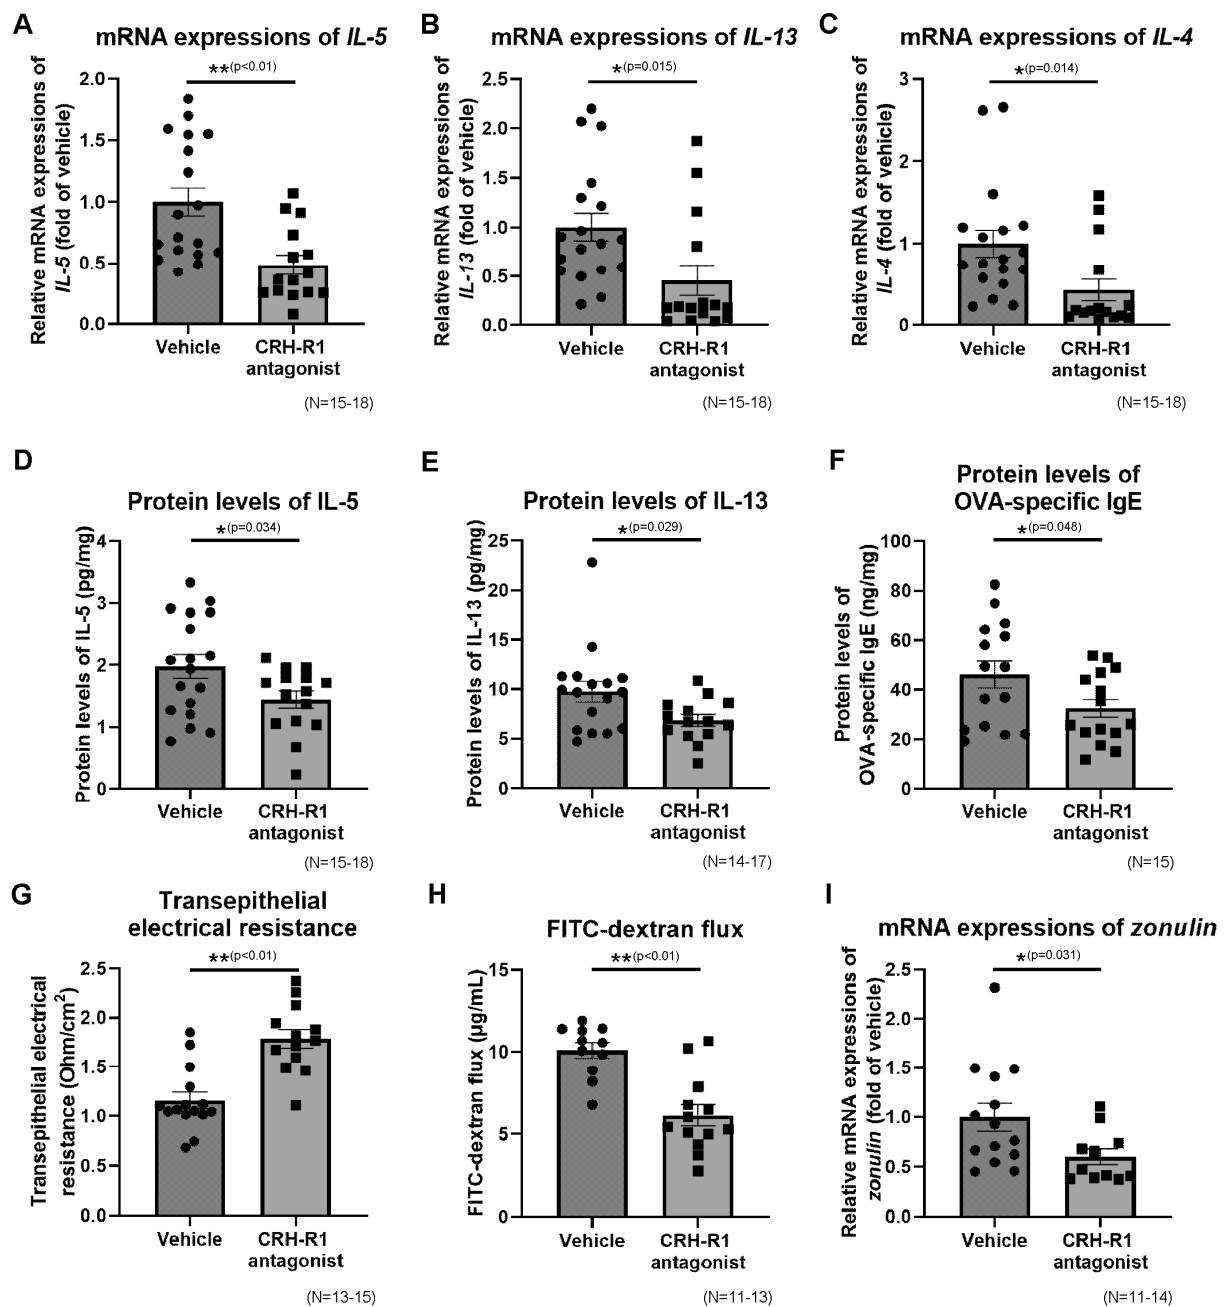 A
mRNA expressions of IL-5
**(p<0.01)
Relative mRNA expressions of
IL-5 (fold of vehicle)
2.0
1.5
1.0
0.5
0.0
Vehicle
CRH-R1
antagonist
(N=15-18)
B
mRNA expressions of IL-13
*(p=0.015)
Relative mRNA expressions of
IL-13 (fold of vehicle)
2.5
2.0
1.5
1.0
0.5
0.0
Vehicle
CRH-R1
antagonist
(N=15-18)
C
mRNA expressions of IL-4
*(p=0.014)
Relative mRNA expressions of
IL-4 (fold of vehicle)
3
2
1
0
Vehicle
CRH-R1
antagonist
(N=15-18)
D
Protein levels of IL-5
*(p=0.034)
Protein levels of IL-5 (pg/mg)
4
3
2
1
0
Vehicle
CRH-R1
antagonist
(N=15-18)
E
Protein levels of IL-13
*(p=0.029)
Protein levels of IL-13 (pg/mg)
25
20
15
10
5
0
Vehicle
CRH-R1
antagonist
(N=14-17)
F
Protein levels of
OVA-specific IgE
*(p=0.048)
Protein levels of
OVA-specific IgE (ng/mg)
100
80
60
40
20
0
Vehicle
CRH-R1
antagonist
(N=15)
G
Transepithelial
electrical resistance
**(p<0.01)
Transepithelial electrical
resistance (Ohm/cm²)
2.5
2.0
1.5
1.0
0.5
0.0
Vehicle
CRH-R1
antagonist
(N=13-15)
H
FITC-dextran flux
**(p<0.01)
FITC-dextran flux (μg/mL)
15
10
5
0
Vehicle
CRH-R1
antagonist
(N=11-13)
I
mRNA expressions of zonulin
*(p=0.031)
Relative mRNA expressions of
zonulin (fold of vehicle)
2.5
2.0
1.5
1.0
0.5
0.0
Vehicle
CRH-R1
antagonist
(N=11-14)